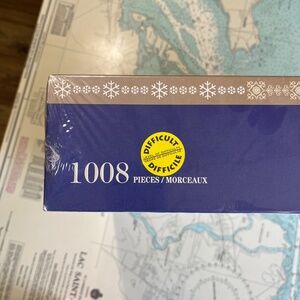 DIFFICULT
DIFFICILE
1008 PIECES / MORCEAUX
LAC SAINT